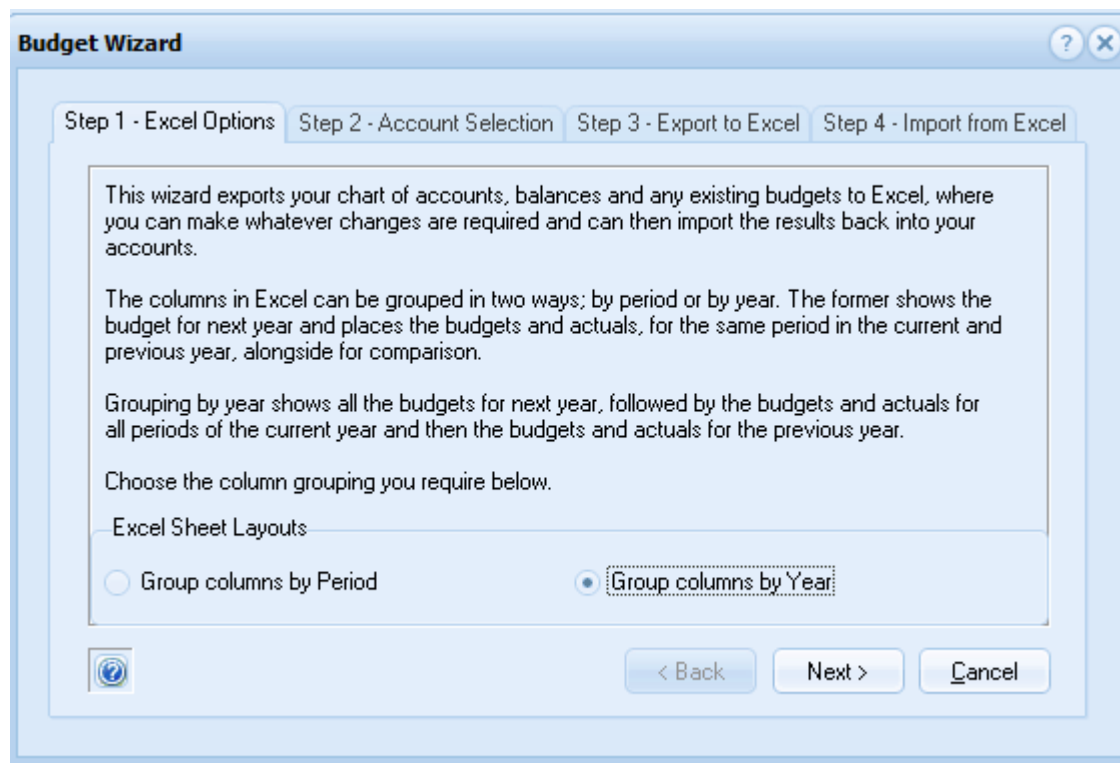 Budget Wizard
Step 1 - Excel Options
Step 2 - Account Selection
Step 3 - Export to Excel
Step 4 - Import from Excel
This wizard exports your chart of accounts, balances and any existing budgets to Excel, where
you can make whatever changes are required and can then import the results back into your
accounts.
The columns in Excel can be grouped in two ways; by period or by year. The former shows the
budget for next year and places the budgets and actuals, for the same period in the current and
previous year, alongside for comparison.
Grouping by year shows all the budgets for next year, followed by the budgets and actuals for
all periods of the current year and then the budgets and actuals for the previous year.
Choose the column grouping you require below.
Excel Sheet Layouts
Group columns by Period
Group columns by Year
< Back
Next >
Cancel